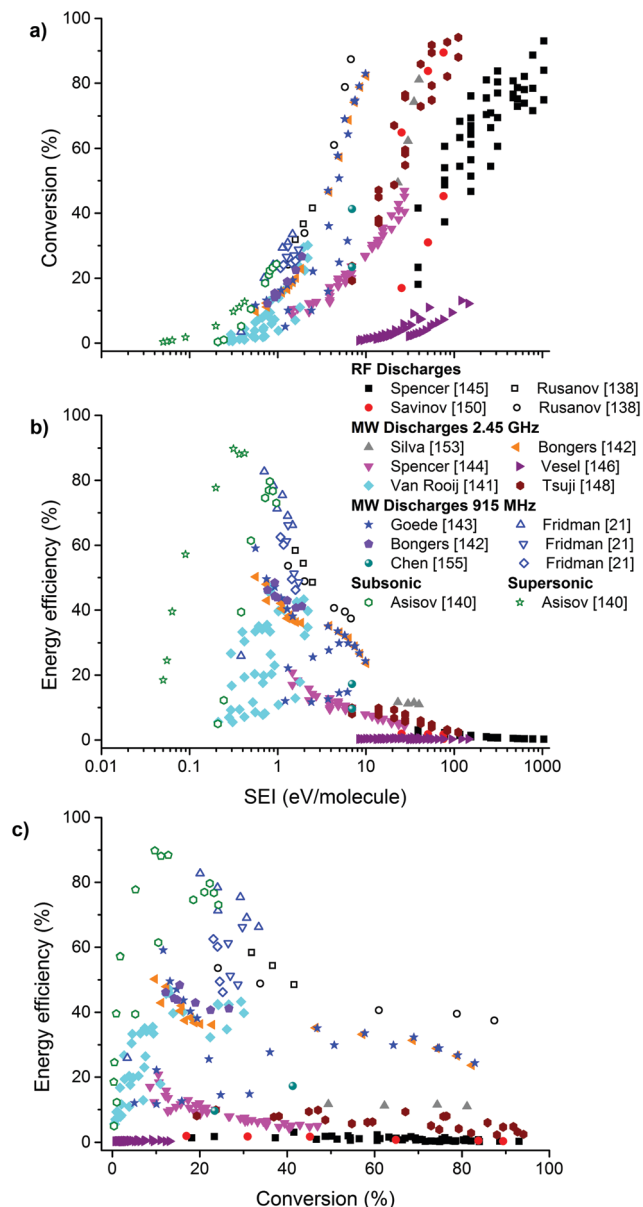 a)
100
80
60
40
20
0
Conversion (%)
RF Discharges
Spencer [145] Rusanov [138]
Savinov [150] Rusanov [138]
MW Discharges 2.45 GHz
Silva [153] Bongers [142]
Spencer [144] Vesel [146]
Van Rooij [141] Tsuji [148]
MW Discharges 915 MHz
Goede [143] Fridman [21]
Bongers [142] Fridman [21]
Chen [155] Fridman [21]
Subsonic Supersonic
Asisov [140] Asisov [140]
b)
100
80
60
40
20
0
Energy efficiency (%)
0.01 0.1 1 10 100 1000
SEI (eV/molecule)
c)
100
80
60
40
20
0
Energy efficiency (%)
0 20 40 60 80 100
Conversion (%)